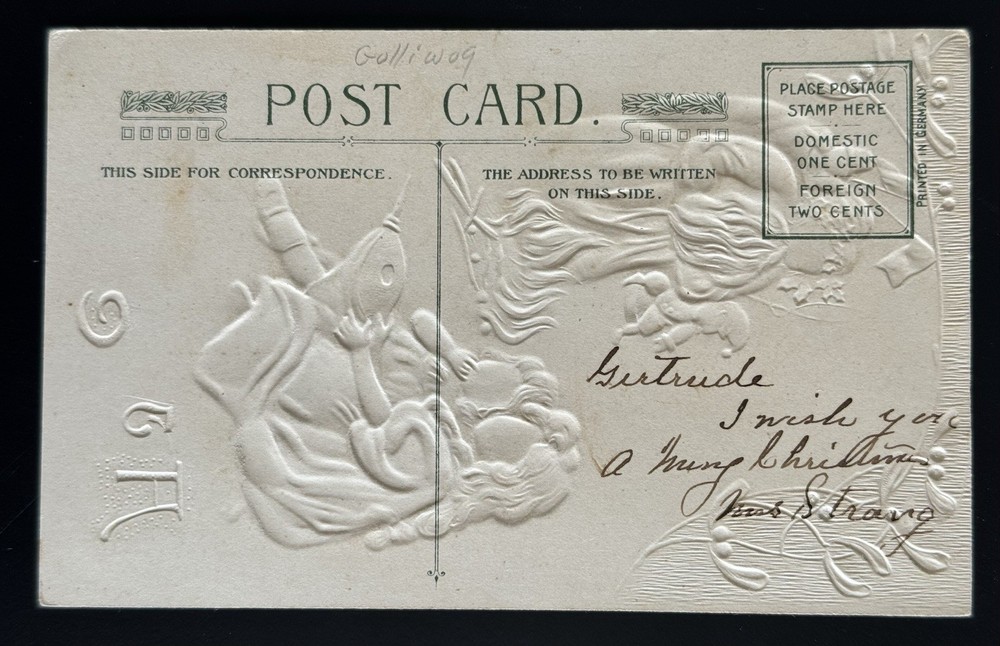 Golliwog
POST CARD.
THIS SIDE FOR CORRESPONDENCE.
THE ADDRESS TO BE WRITTEN
ON THIS SIDE.
PLACE POSTAGE
STAMP HERE
DOMESTIC
ONE CENT
FOREIGN
TWO CENTS
PRINTED IN GERMANY
Gertrude
I wish you
a Christmas
Strang